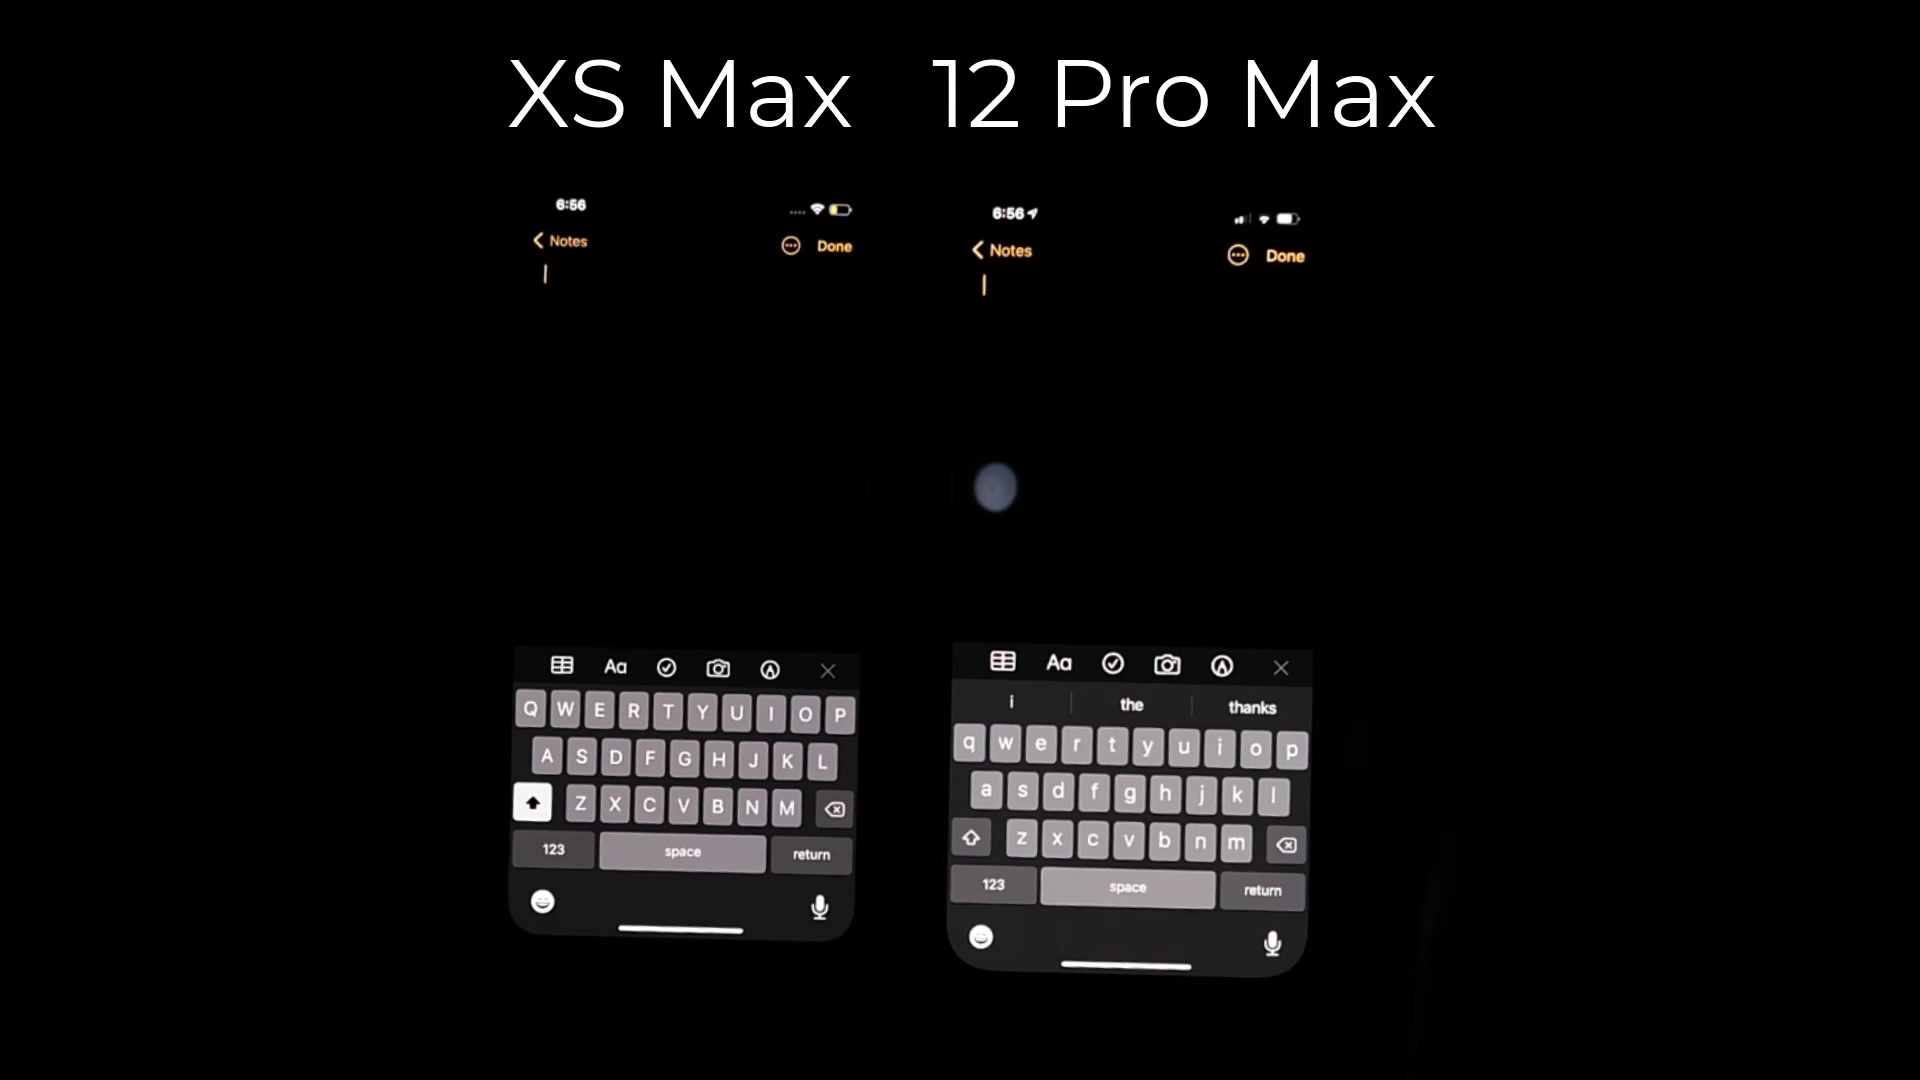 XS Max 12 Pro Max
6:56
Notes Done
Aa
Q W E R T Y U I O P
A S D F G H J K L
Z X C V B N M
123 space return
6:56
Notes Done
Aa
i the thanks
q w e r t y u i o p
a s d f g h j k l
z x c v b n m
123 space return